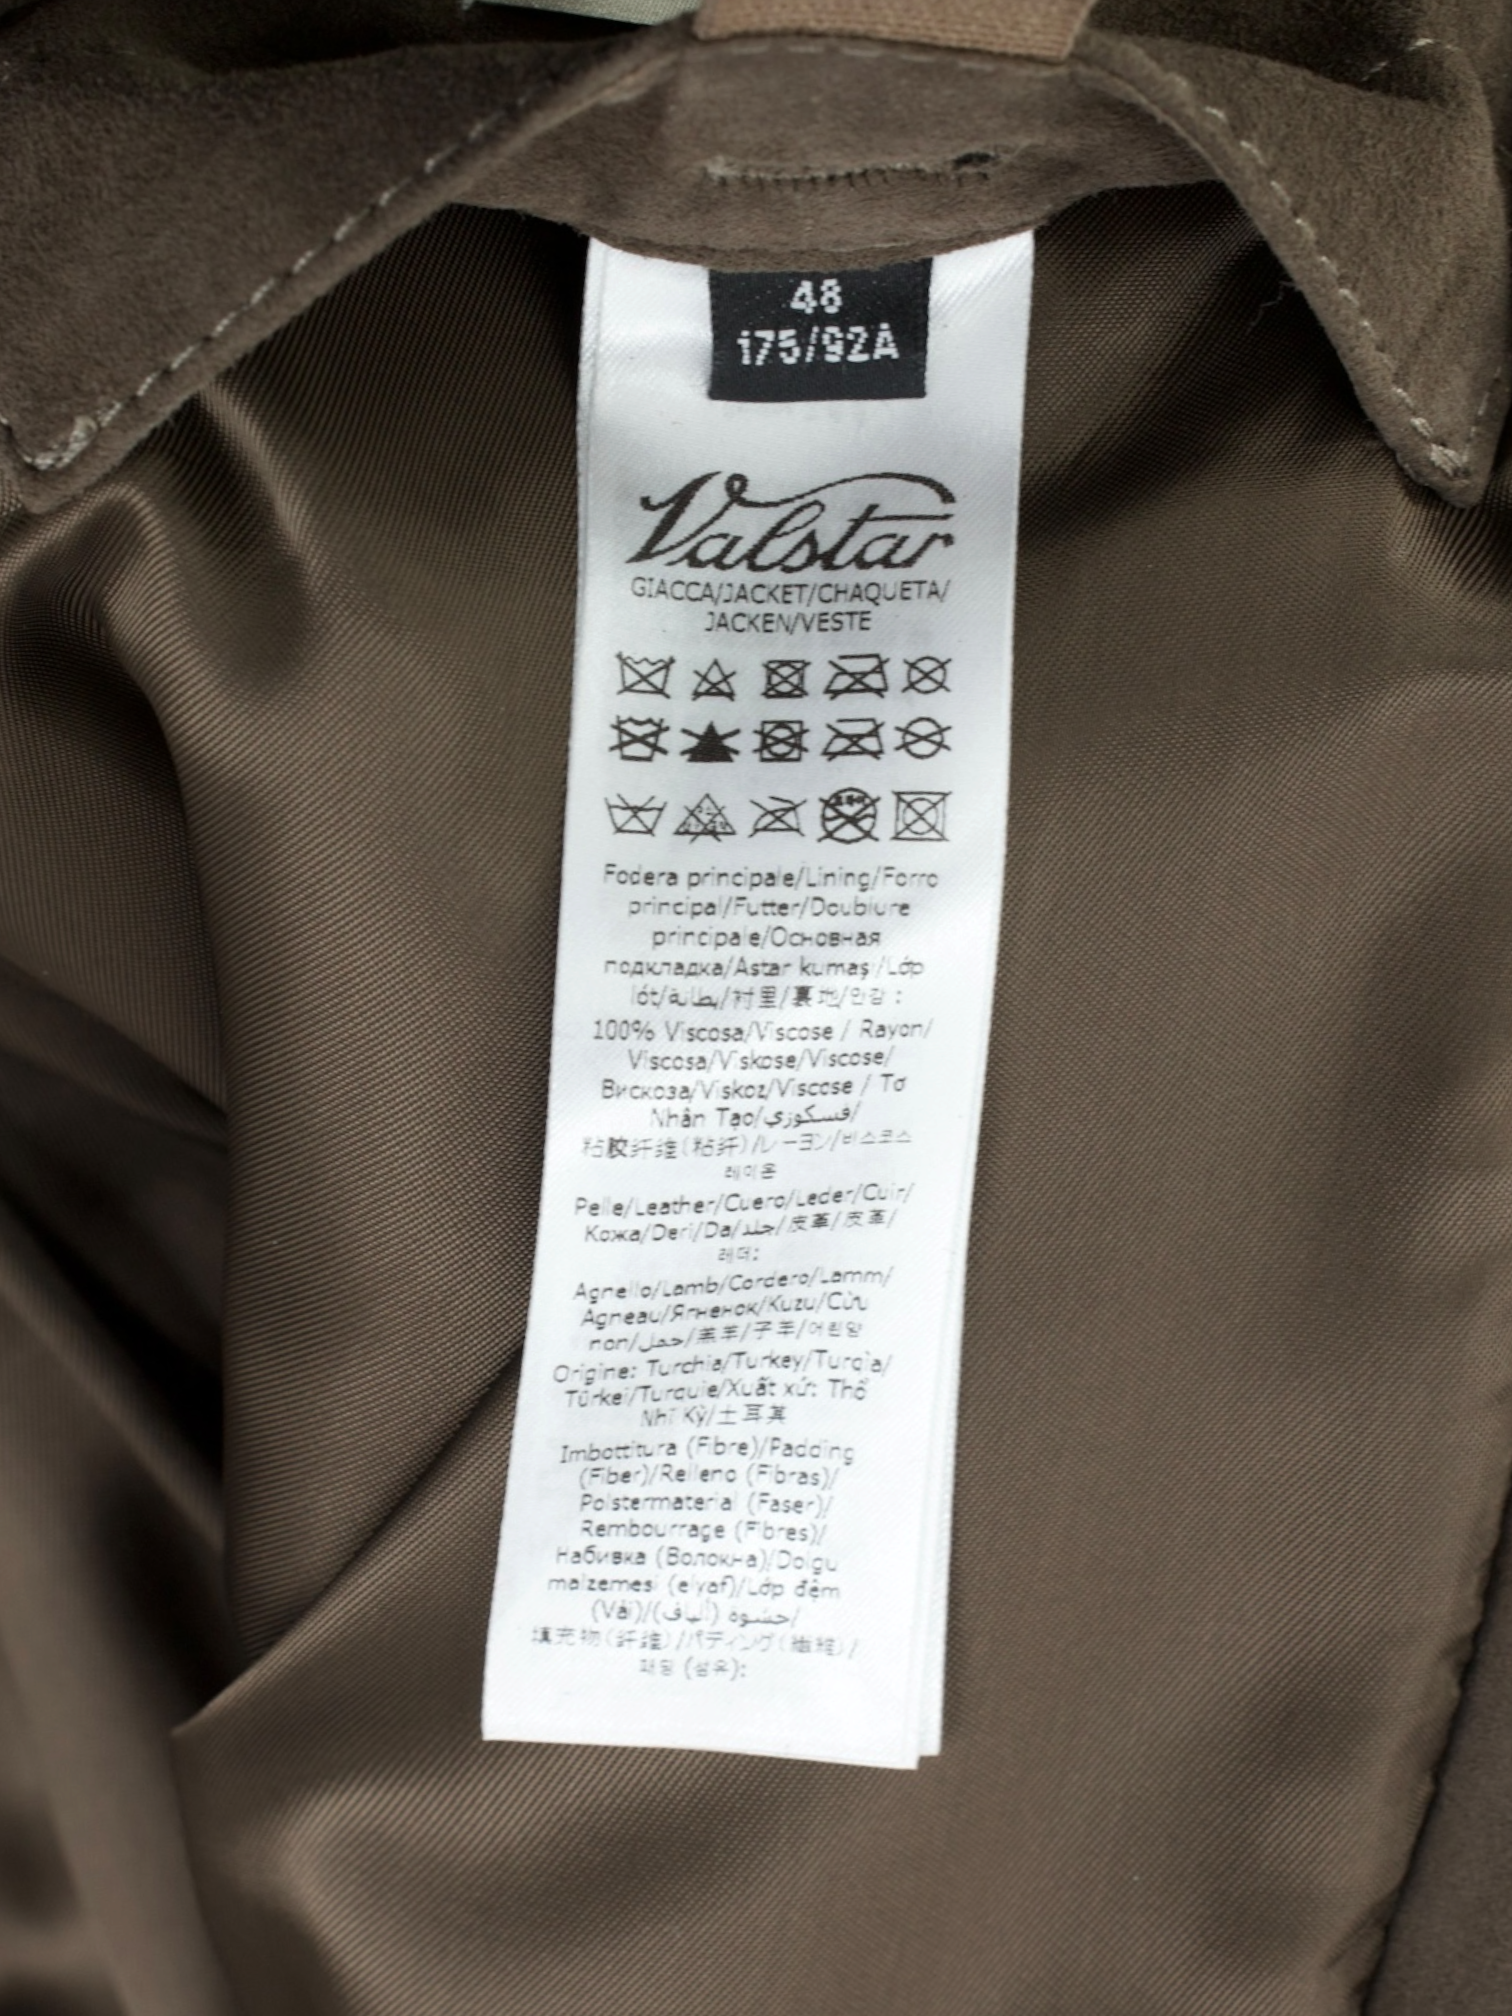 48
175/92A
Valstar
GIACCA/JACKET/CHAQUETA/
JACKEN/VESTE
Fodera principale/Lining/Forro
principal/Futter/Doublure
principale/Основная
подкладка/Astar kumaş/Lớp
lót/بطانة/衬里/裏地/안감 :
100% Viscosa/Viscose / Rayon/
Viscosa/Viskose/Viscose/
Вискоза/Viskoz/Viscose / Tơ
Nhân Tạo/فسكوزي/
粘胶纤维(粘纤)/レーヨン/비스코스
레이온
Pelle/Leather/Cuero/Leder/Cuir/
Кожа/Deri/Da/جلد/皮革/皮革/
레더:
Agnello/Lamb/Cordero/Lamm/
Agneau/Ягненок/Kuzu/Cừu
non/حمل/羔羊/子羊/어린양
Origine: Turchia/Turkey/Turqía/
Türkei/Turquie/Xuất xứ: Thổ
Nhĩ Kỳ/土耳其
Imbottitura (Fibre)/Padding
(Fiber)/Relleno (Fibras)/
Polstermaterial (Faser)/
Rembourrage (Fibres)/
Набивка (Волокна)/Dolgu
malzemesi (elyaf)/Lớp đệm
(Vải)/حشوة (ألياف)/
填充物(纤维)/パディング(繊維)/
패딩 (섬유):